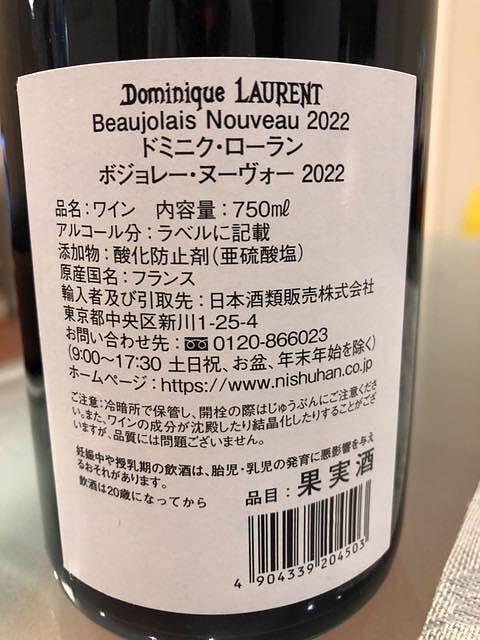 Dominique LAURENT
Beaujolais Nouveau 2022
ドミニク・ローラン
ボジョレー・ヌーヴォー 2022
品名：ワイン　内容量：750㎖
アルコール分：ラベルに記載
添加物：酸化防止剤（亜硫酸塩）
原産国名：フランス
輸入者及び引取先：日本酒類販売株式会社
東京都中央区新川1-25-4
お問い合わせ先：0120-866023
(9:00〜17:30 土日祝、お盆、年末年始を除く)
ホームページ：https://www.nishuhan.co.jp
ご注意：冷暗所で保管し、開栓の際はじゅうぶんにご注意くださ
い。また、ワインの成分が沈殿したり結晶化したりすることがござ
いますが、品質には問題ございません。
妊娠中や授乳期の飲酒は、胎児・乳児の発育に悪影響を与え
るおそれがあります。
飲酒は20歳になってから
品目：果実酒
4 904339 204503